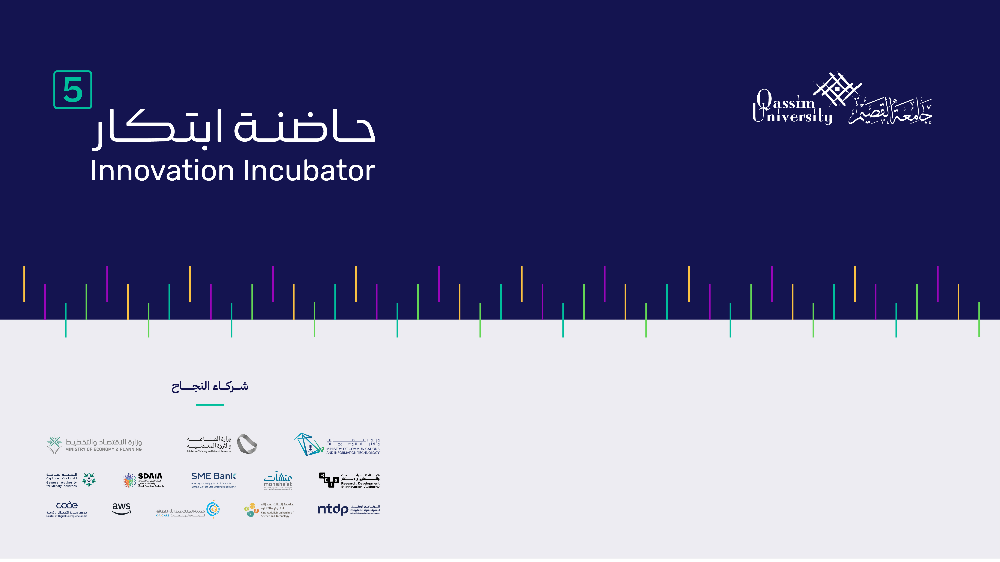 5
حاضنة ابتكار
Innovation Incubator
Qassim
University
جامعة القصيم
شركاء النجاح
وزارة الاتصالات
وتقنية المعلومات
MINISTRY OF COMMUNICATIONS
AND INFORMATION TECHNOLOGY
وزارة الصناعة
والثروة المعدنية
Ministry of Industry and Mineral Resources
وزارة الاقتصاد والتخطيط
MINISTRY OF ECONOMY & PLANNING
RDI
هيئة تنمية البحث
والتطوير والابتكار
Research, Development
& Innovation Authority
منشآت
monsha'at
الهيئة العامة للمنشآت الصغيرة والمتوسطة
Small & Medium Enterprises General Authority
SME Bank
بنك المنشآت الصغيرة والمتوسطة
Small & Medium Enterprises Bank
SDAIA
الهيئة السعودية للبيانات
والذكاء الاصطناعي
Saudi Data & AI Authority
الهيئة العامة
للصناعات العسكرية
General Authority
for Military Industries
ntdp
البرنامج الوطني
لتنمية تقنية المعلومات
National Technology Development Program
جامعة الملك عبدالله
للعلوم والتقنية
King Abdullah University of
Science and Technology
مدينة الملك عبد الله للطاقة
الذرية والمتجددة K•A•CARE
aws
code
مركز ريادة الأعمال الرقمية
Center of Digital Entrepreneurship